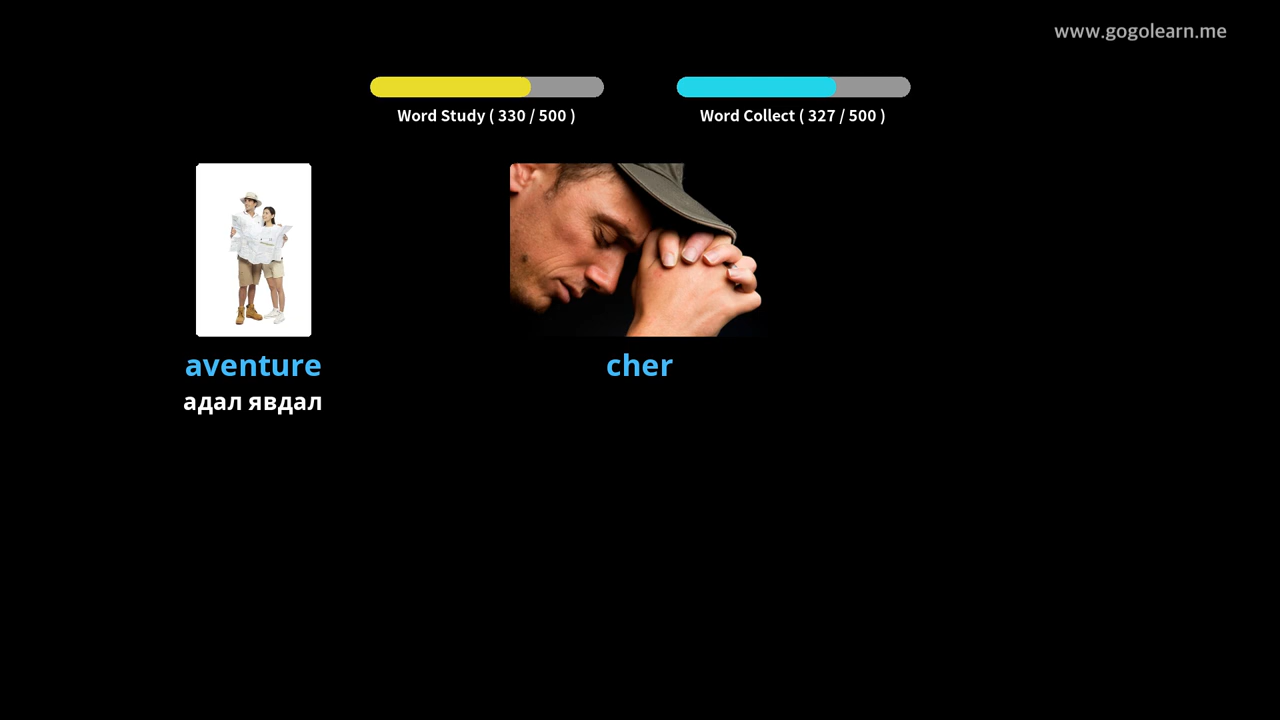 www.gogolearn.me
Word Study ( 330 / 500 )
Word Collect ( 327 / 500 )
aventure
cher
адал явдал